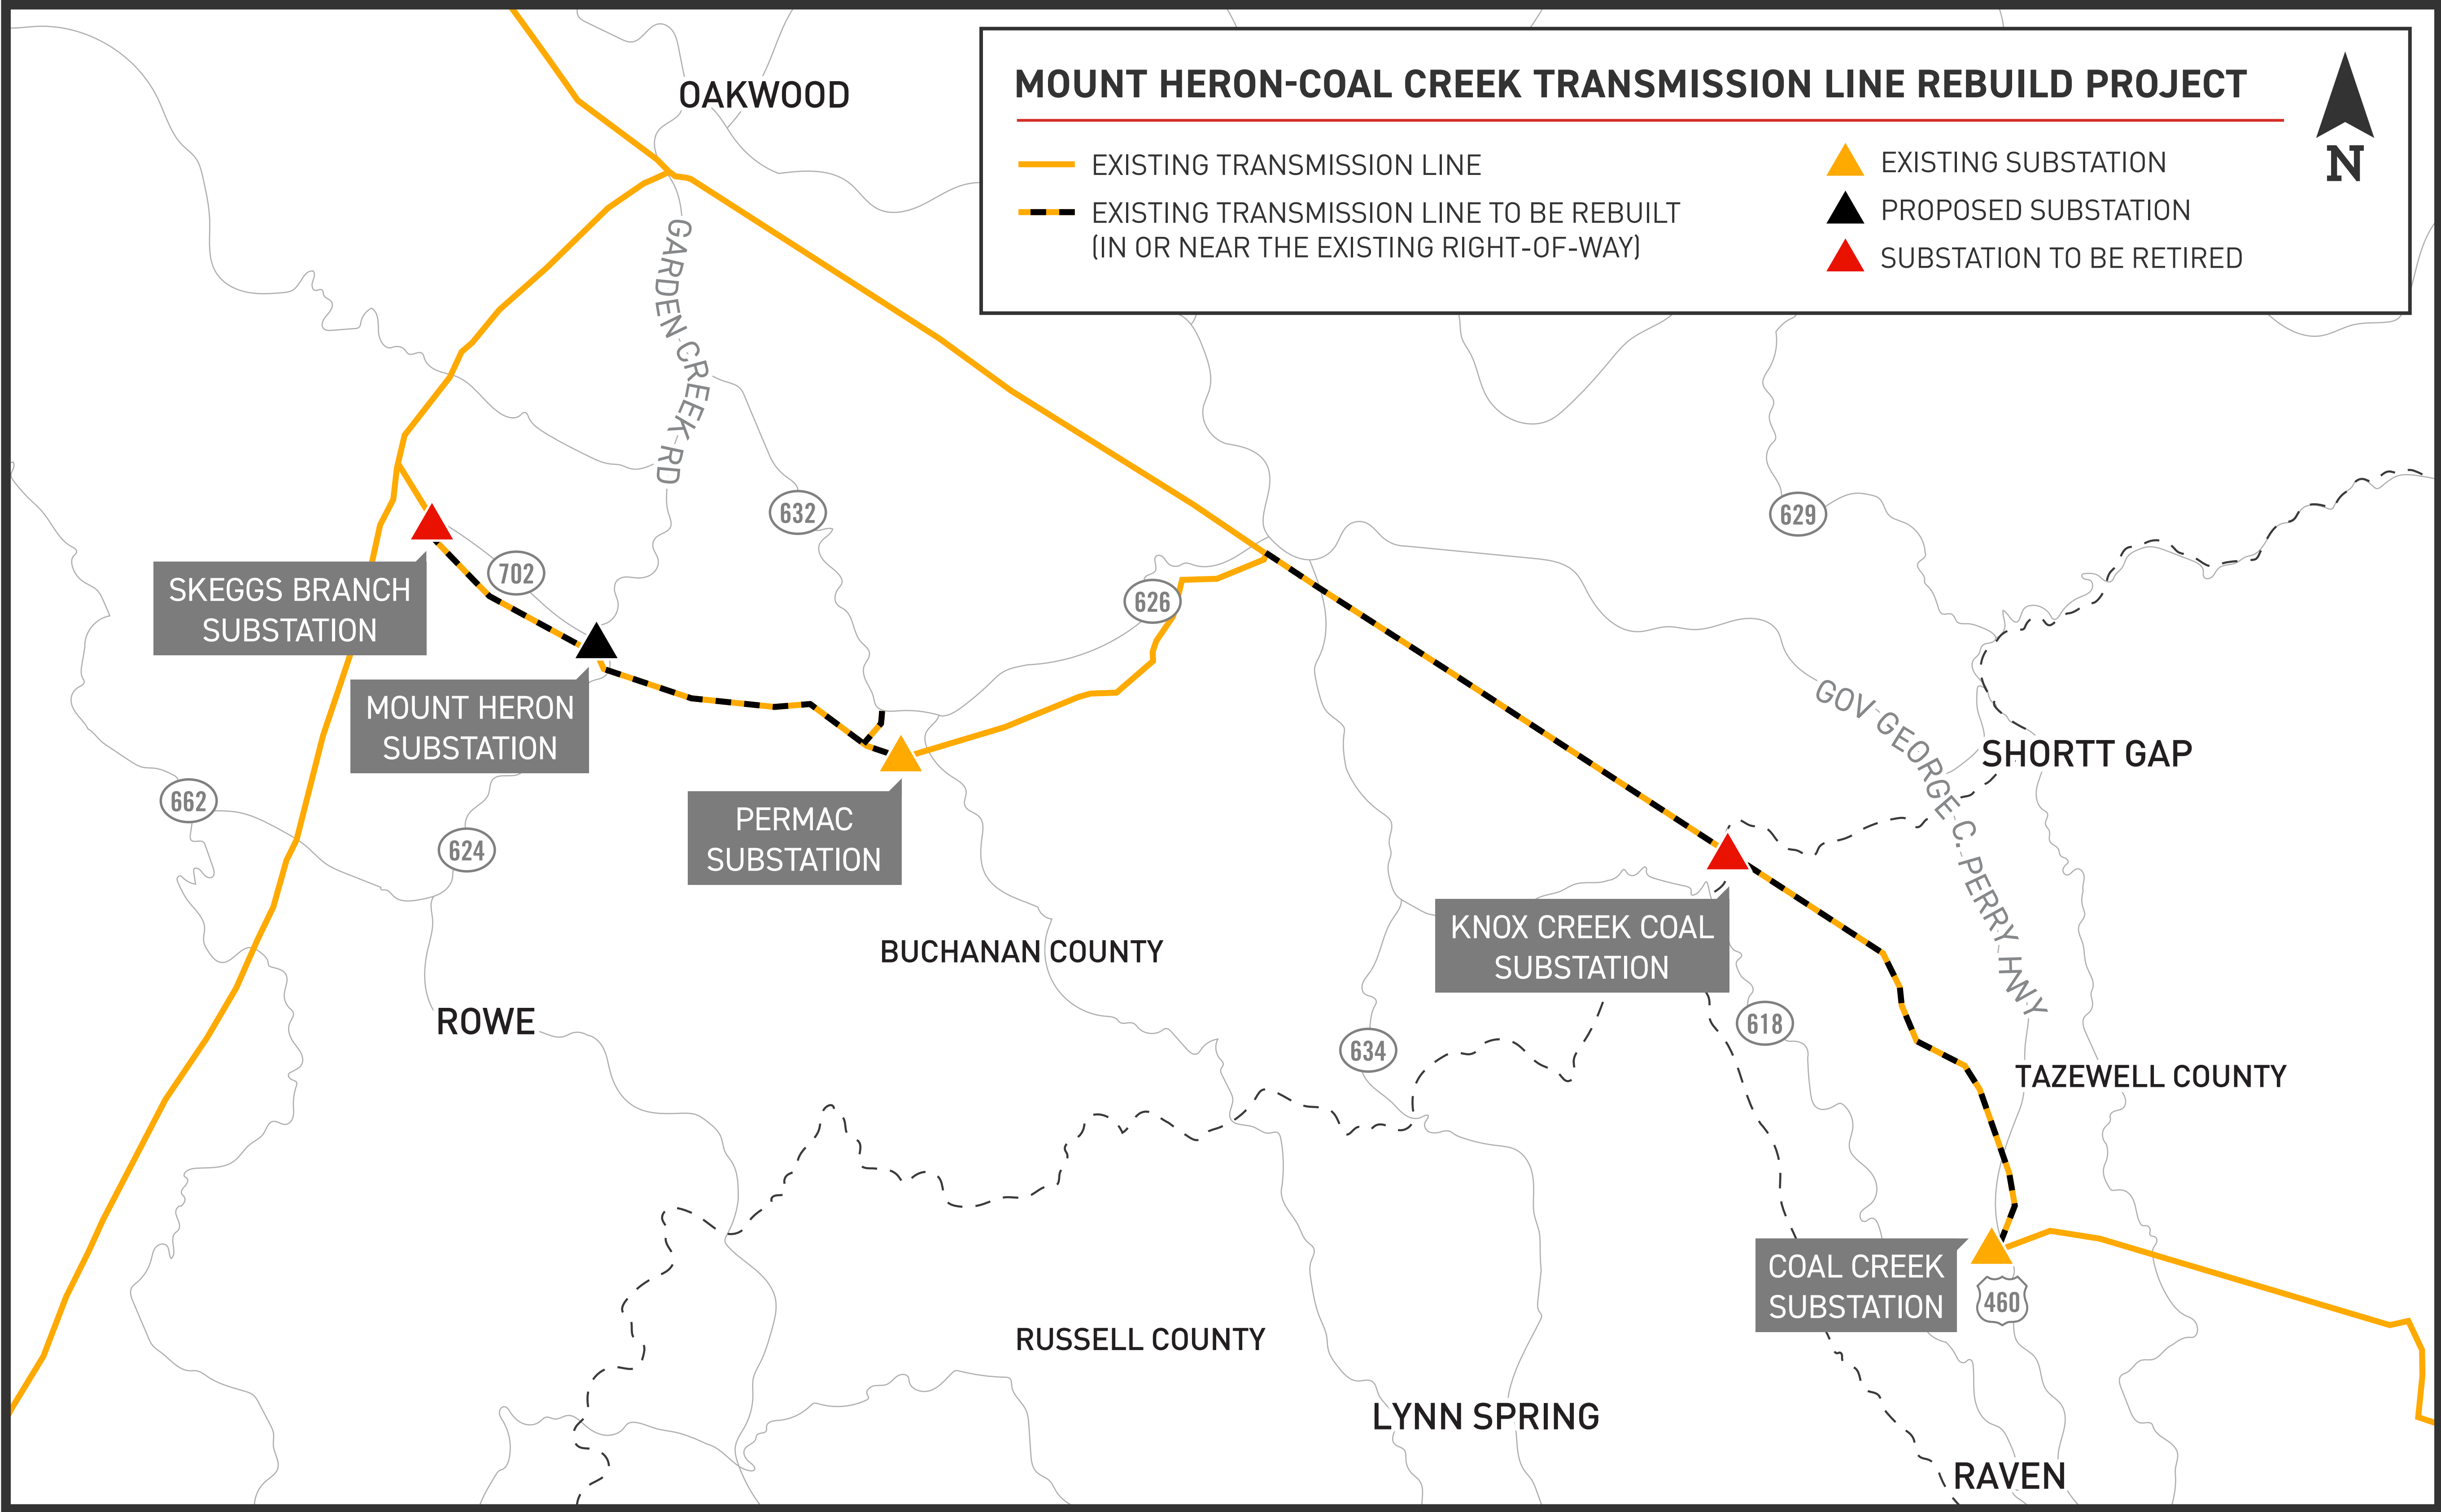 MOUNT HERON-COAL CREEK TRANSMISSION LINE REBUILD PROJECT
EXISTING TRANSMISSION LINE
EXISTING TRANSMISSION LINE TO BE REBUILT
(IN OR NEAR THE EXISTING RIGHT-OF-WAY)
EXISTING SUBSTATION
PROPOSED SUBSTATION
SUBSTATION TO BE RETIRED
N
OAKWOOD
GARDEN CREEK RD
632
629
702
SKEGGS BRANCH
SUBSTATION
626
MOUNT HERON
SUBSTATION
GOV GEORGE C. PERRY HWY
SHORTT GAP
662
624
PERMAC
SUBSTATION
BUCHANAN COUNTY
KNOX CREEK COAL
SUBSTATION
ROWE
618
634
TAZEWELL COUNTY
COAL CREEK
SUBSTATION
460
RUSSELL COUNTY
LYNN SPRING
RAVEN